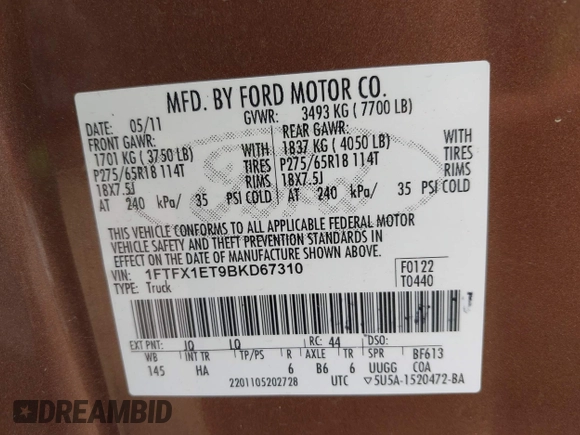 MFD. BY FORD MOTOR CO.
DATE: 05/11 GVWR: 3493 KG ( 7700 LB)
FRONT GAWR: REAR GAWR:
1701 KG ( 3750 LB) WITH 1837 KG ( 4050 LB) WITH
P275/65R18 114T TIRES P275/65R18 114T TIRES
18X7.5J RIMS 18X7.5J RIMS
AT 240 kPa/ 35 PSI COLD AT 240 kPa/ 35 PSI COLD
THIS VEHICLE CONFORMS TO ALL APPLICABLE FEDERAL MOTOR
VEHICLE SAFETY AND THEFT PREVENTION STANDARDS IN
EFFECT ON THE DATE OF MANUFACTURE SHOWN ABOVE.
VIN: 1FTFX1ET9BKD67310 F0122
TYPE: Truck T0440
EXT PNT: JQ LQ RC: 44 DSO:
WB INT TR TP/PS R AXLE TR SPR BF613
145 HA 6 B6 6 UUGG COA
2201105202728 UTC ▽5U5A-1520472-BA
DREAMBID